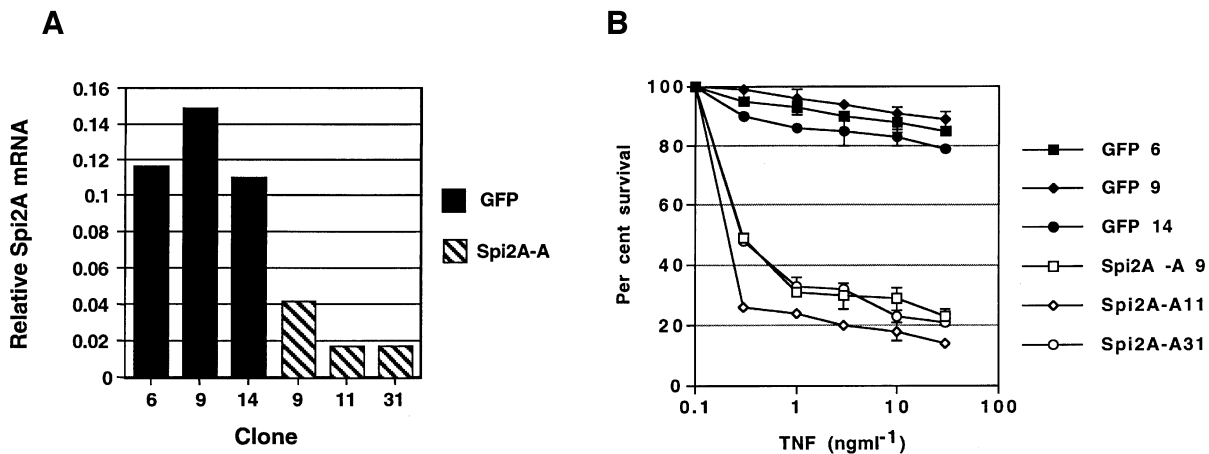 A
Relative Spi2A mRNA
0.16
0.14
0.12
0.1
0.08
0.06
0.04
0.02
0
6 9 14 9 11 31
Clone
GFP
Spi2A-A
B
Per cent survival
100
80
60
40
20
0
0.1 1 10 100
TNF (ngml-1)
GFP 6
GFP 9
GFP 14
Spi2A -A 9
Spi2A-A11
Spi2A-A31